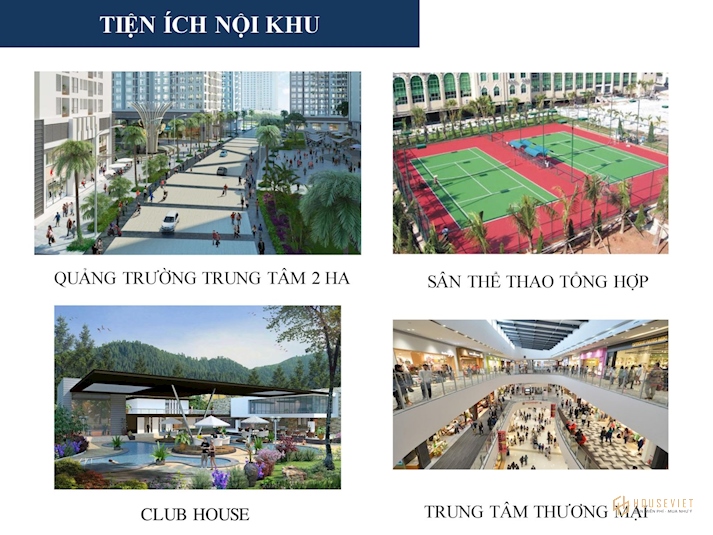 TIỆN ÍCH NỘI KHU
QUẢNG TRƯỜNG TRUNG TÂM 2 HA
SÂN THỂ THAO TỔNG HỢP
CLUB HOUSE
TRUNG TÂM THƯƠNG MẠI
HOUSEVIET